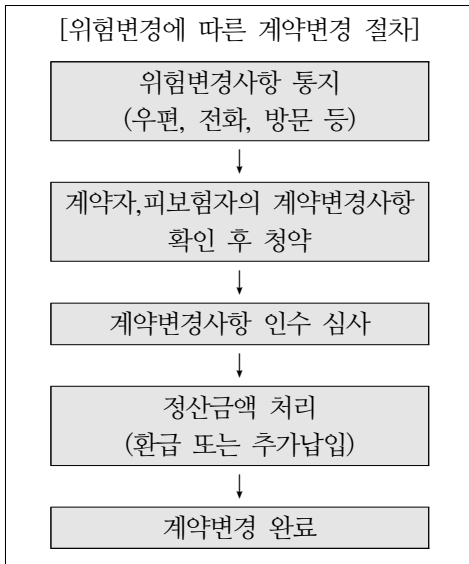 [위험변경에 따른 계약변경 절차]
위험변경사항 통지
(우편, 전화, 방문 등)
↓
계약자,피보험자의 계약변경사항
확인 후 청약
↓
계약변경사항 인수 심사
↓
정산금액 처리
(환급 또는 추가납입)
↓
계약변경 완료